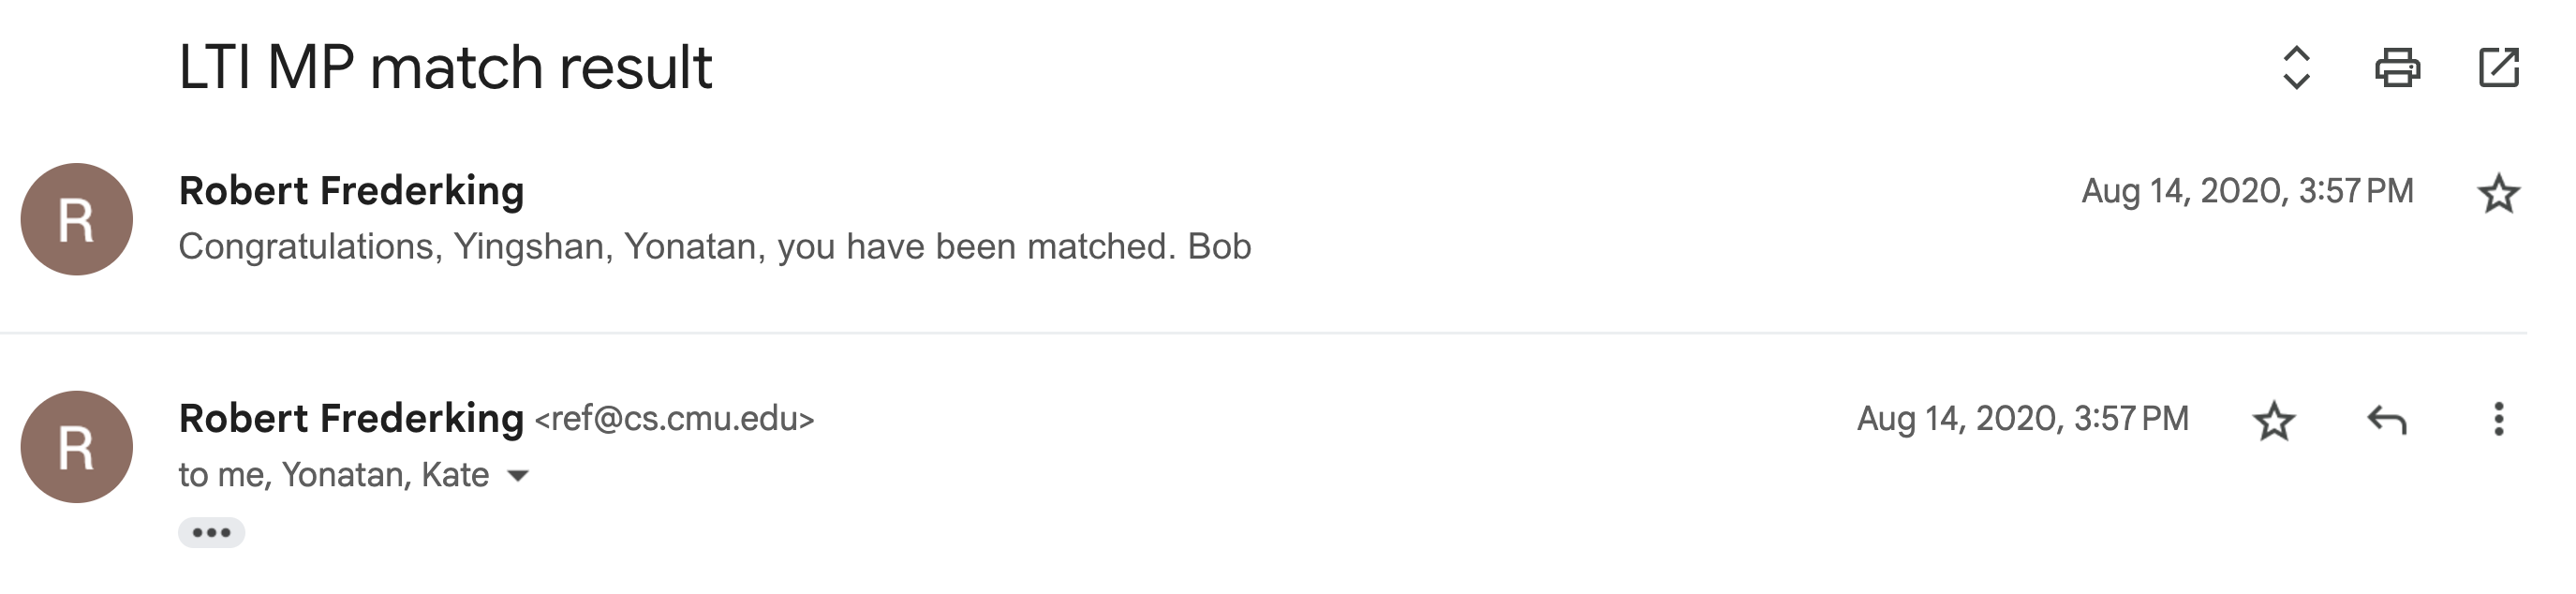 LTI MP match result
Robert Frederking
Aug 14, 2020, 3:57 PM
Congratulations, Yingshan, Yonatan, you have been matched. Bob
Robert Frederking <ref@cs.cmu.edu>
Aug 14, 2020, 3:57 PM
to me, Yonatan, Kate
R
R